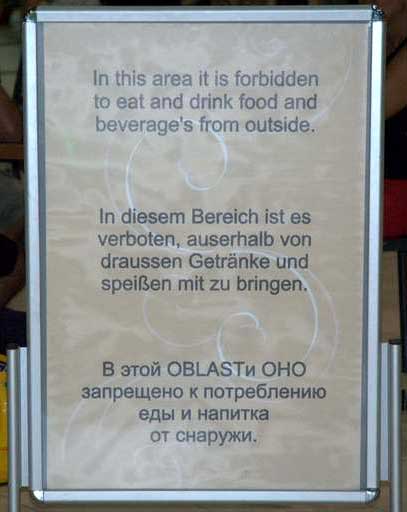 In this area it is forbidden
to eat and drink food and
beverage's from outside.
In diesem Bereich ist es
verboten, auserhalb von
draussen Getränke und
speißen mit zu bringen.
В этой OBLASTи ОНО
запрещено к потреблению
еды и напитка
от снаружи.